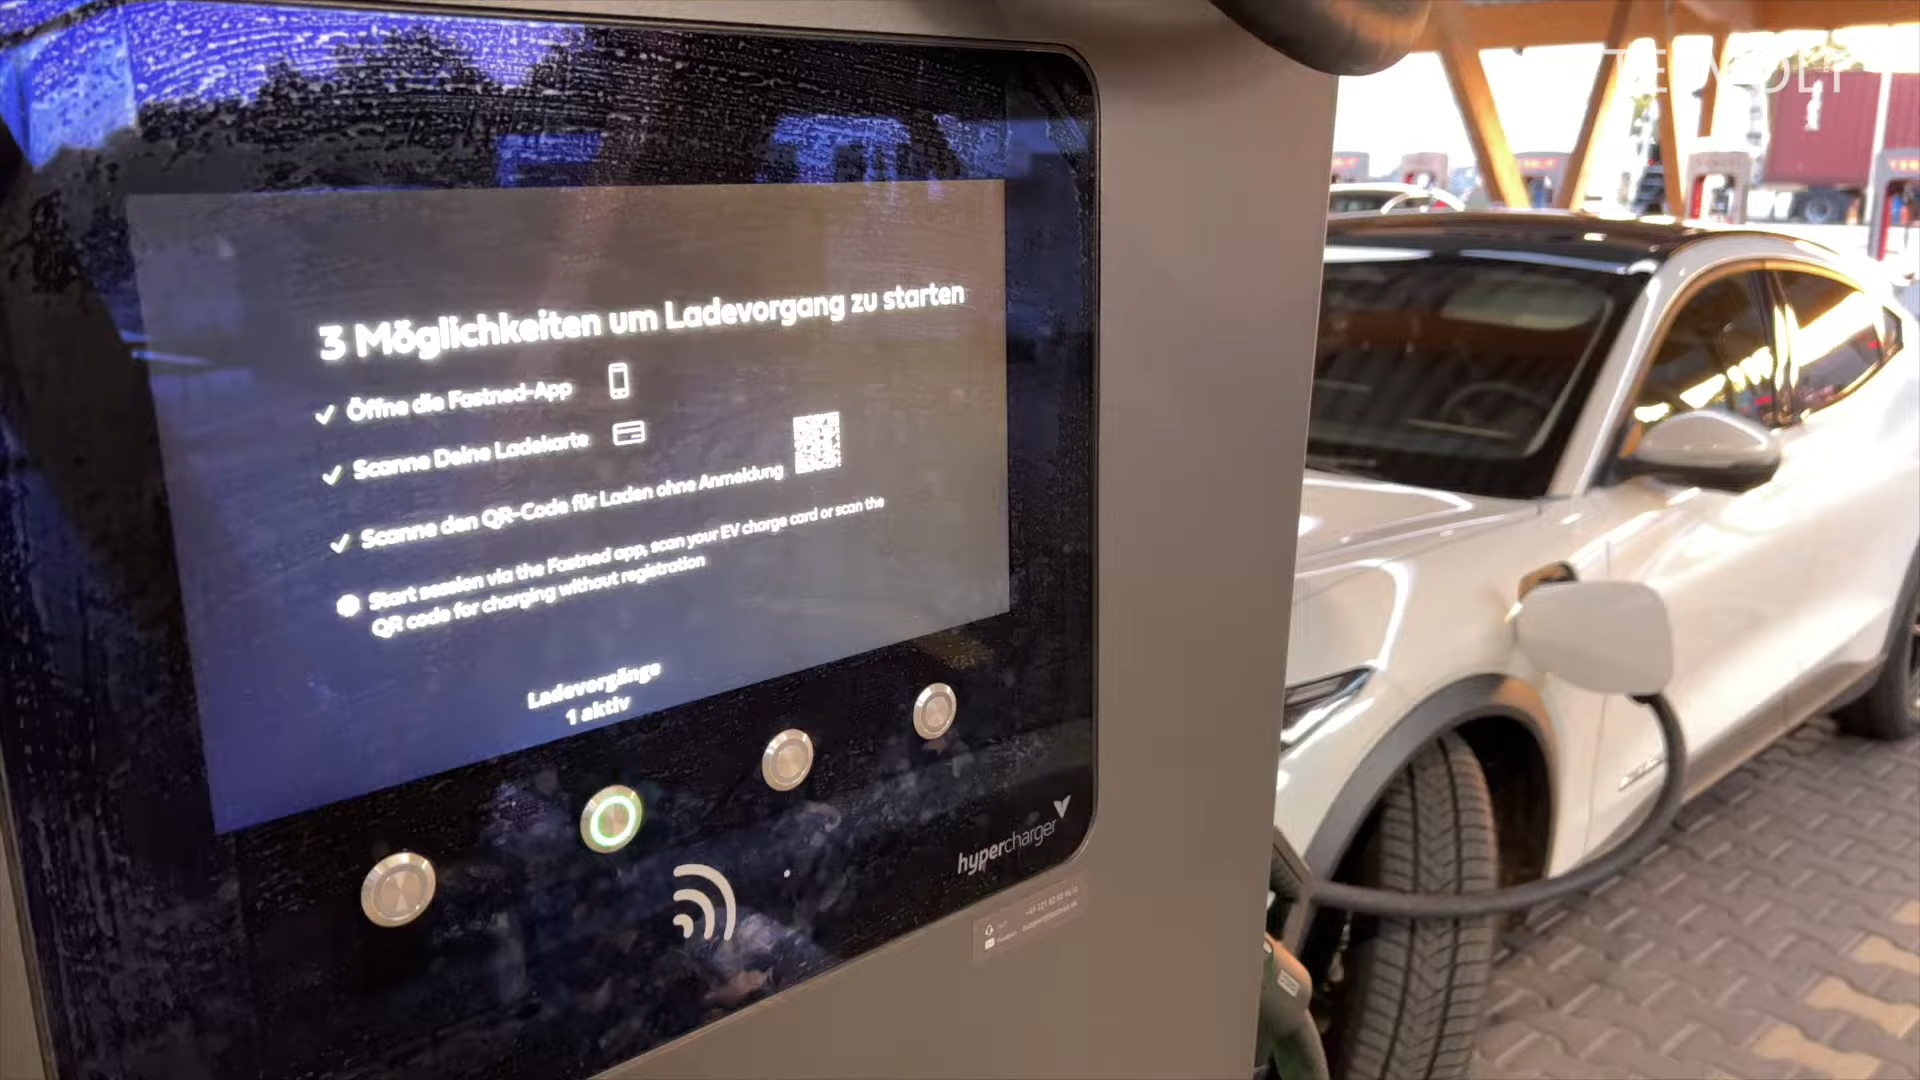 3 Möglichkeiten um Ladevorgang zu starten
Öffne die Fastned-App
Scanne Deine Ladekarte
Scanne den QR-Code für Laden ohne Anmeldung
Start session via the Fastned app, scan your EV charge card or scan the
QR code for charging without registration
Ladevorgänge
1 aktiv
hypercharger